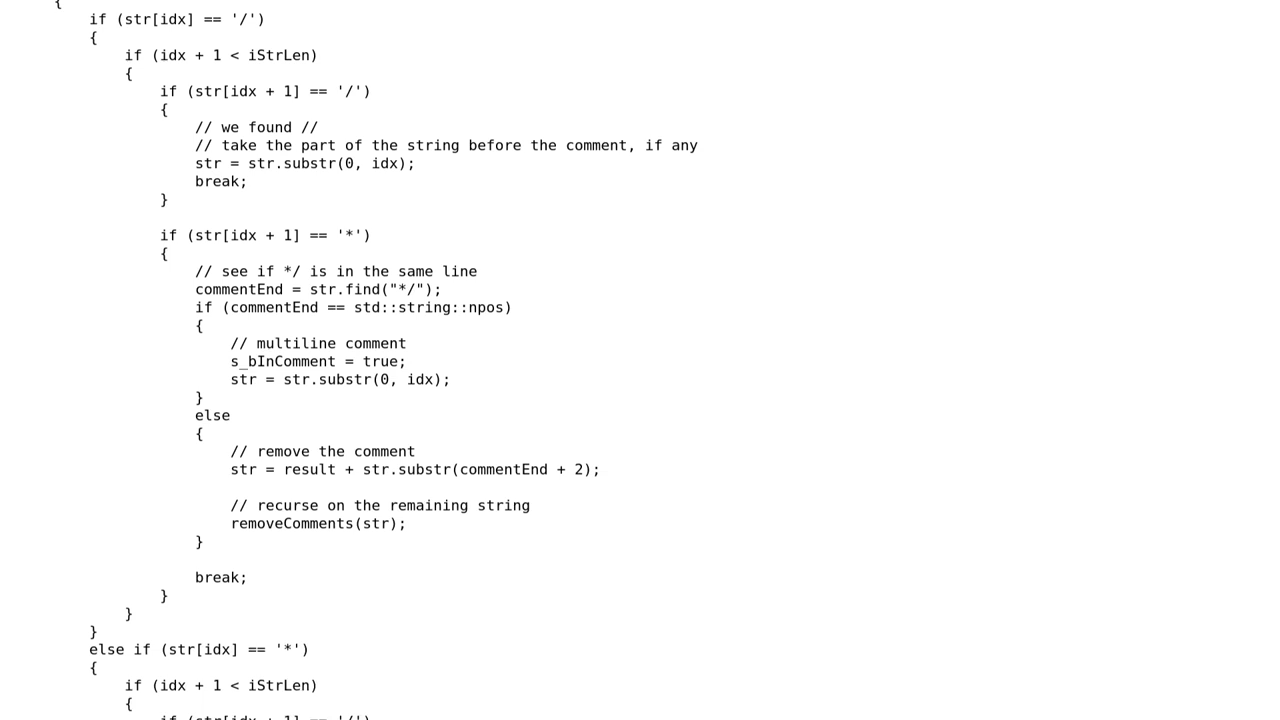 {
if (str[idx] == '/')
{
if (idx + 1 < iStrLen)
{
if (str[idx + 1] == '/')
{
// we found //
// take the part of the string before the comment, if any
str = str.substr(0, idx);
break;
}
if (str[idx + 1] == '*')
{
// see if */ is in the same line
commentEnd = str.find("*/");
if (commentEnd == std::string::npos)
{
// multiline comment
s_bInComment = true;
str = str.substr(0, idx);
}
else
{
// remove the comment
str = result + str.substr(commentEnd + 2);
// recurse on the remaining string
removeComments(str);
}
break;
}
}
}
else if (str[idx] == '*')
{
if (idx + 1 < iStrLen)
{
if (str[idx + 1] == '/')